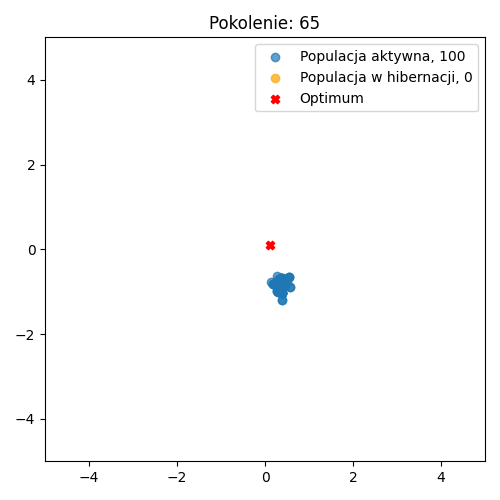 Pokolenie: 65
Populacja aktywna, 100
Populacja w hibernacji, 0
Optimum
4
2
0
−2
−4
−4 −2 0 2 4